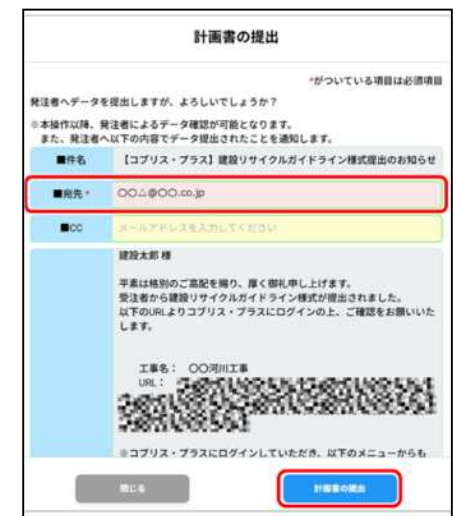 計画書の提出
*がついている項目は必須項目
発注者へデータを提出しますが、よろしいでしょうか？
※本操作以降、発注者によるデータ確認が可能となります。
また、発注者へ以下の内容でデータ提出されたことを通知します。
■件名 【コブリス・プラス】建設リサイクルガイドライン様式提出のお知らせ
■宛先* 〇〇△@〇〇.co.jp
■CC メールアドレスを入力してください
建設太郎 様
平素は格別のご高配を賜り、厚く御礼申し上げます。
受注者から建設リサイクルガイドライン様式が提出されました。
以下のURLよりコブリス・プラスにログインの上、ご確認をお願いいた
します。
工事名： 〇〇河川工事
URL：
※コブリス・プラスにログインしていただき、以下のメニューからも
閉じる 計画書の提出